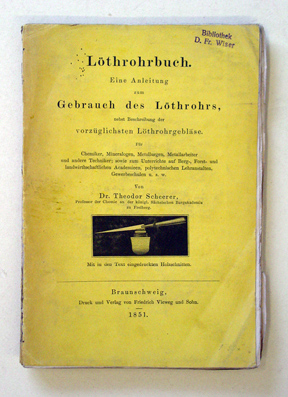 Bibliothek
D. Fr. Wiser
Löthrohrbuch.
Eine Anleitung
zum
Gebrauch des Löthrohrs,
nebst Beschreibung der
vorzüglichsten Löthrohrgebläse.
Für
Chemiker, Mineralogen, Metallurgen, Metallarbeiter
und andere Techniker; sowie zum Unterricht auf Berg-, Forst- und
landwirthschaftlichen Academieen, polytechnischen Lehranstalten,
Gewerbeschulen u. s. w.
Von
Dr. Theodor Scheerer,
Professor der Chemie an der königl. Sächsischen Bergakademie
zu Freiberg.
Mit in den Text eingedruckten Holzschnitten.
Braunschweig,
Druck und Verlag von Friedrich Vieweg und Sohn.
1851.